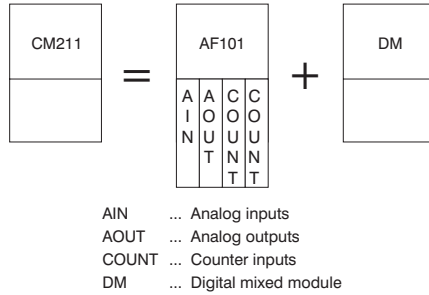 CM211
=
AF101
+
DM
AIN
AOUT
COUNT
COUNT
AIN ... Analog inputs
AOUT ... Analog outputs
COUNT ... Counter inputs
DM ... Digital mixed module